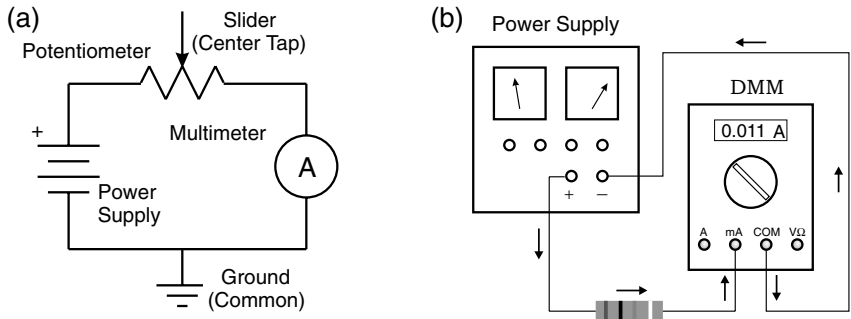 (a)
Slider
(Center Tap)
Potentiometer
Multimeter
+
A
Power
Supply
Ground
(Common)
(b)
Power Supply
DMM
0.011 A
+ −
A mA COM VΩ